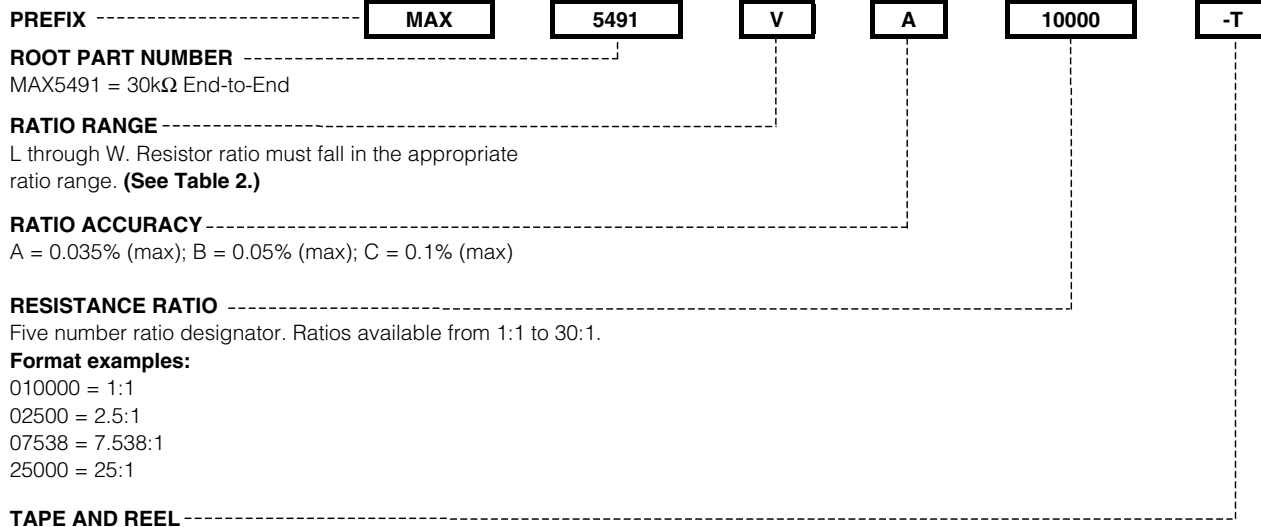 PREFIX MAX 5491 V A 10000 -T
ROOT PART NUMBER
MAX5491 = 30kΩ End-to-End
RATIO RANGE
L through W. Resistor ratio must fall in the appropriate
ratio range. (See Table 2.)
RATIO ACCURACY
A = 0.035% (max); B = 0.05% (max); C = 0.1% (max)
RESISTANCE RATIO
Five number ratio designator. Ratios available from 1:1 to 30:1.
Format examples:
010000 = 1:1
02500 = 2.5:1
07538 = 7.538:1
25000 = 25:1
TAPE AND REEL